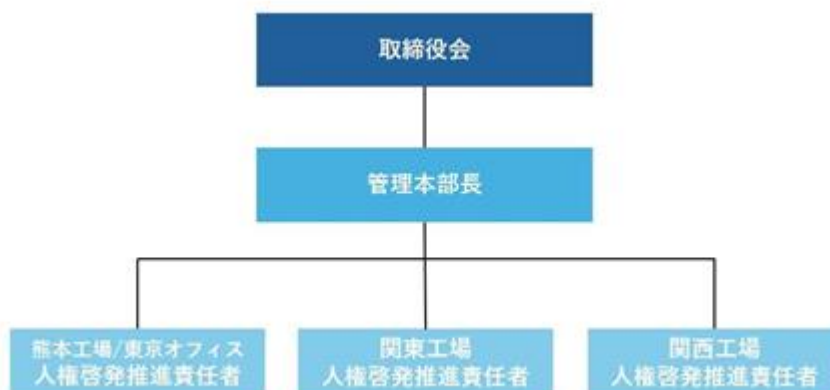 取締役会
管理本部長
熊本工場/東京オフィス
人権啓発推進責任者
関東工場
人権啓発推進責任者
関西工場
人権啓発推進責任者